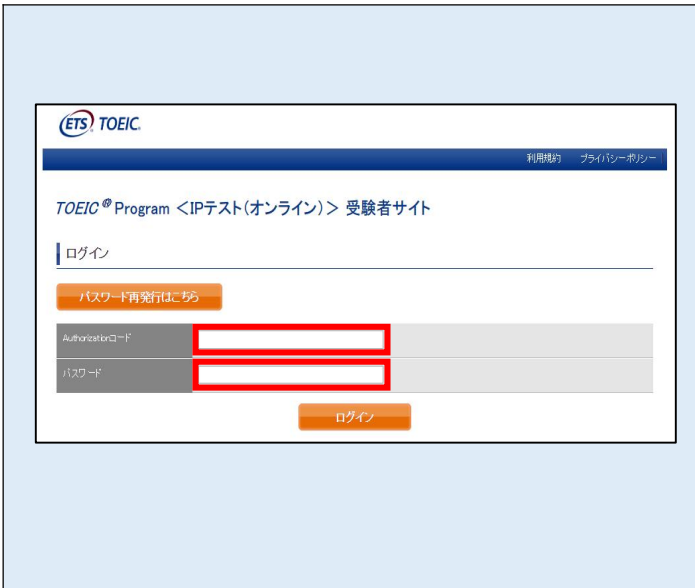 ETS TOEIC.
利用規約 プライバシーポリシー
TOEIC® Program <IPテスト(オンライン)> 受験者サイト
ログイン
パスワード再発行はこちら
Authorizationコード
パスワード
ログイン